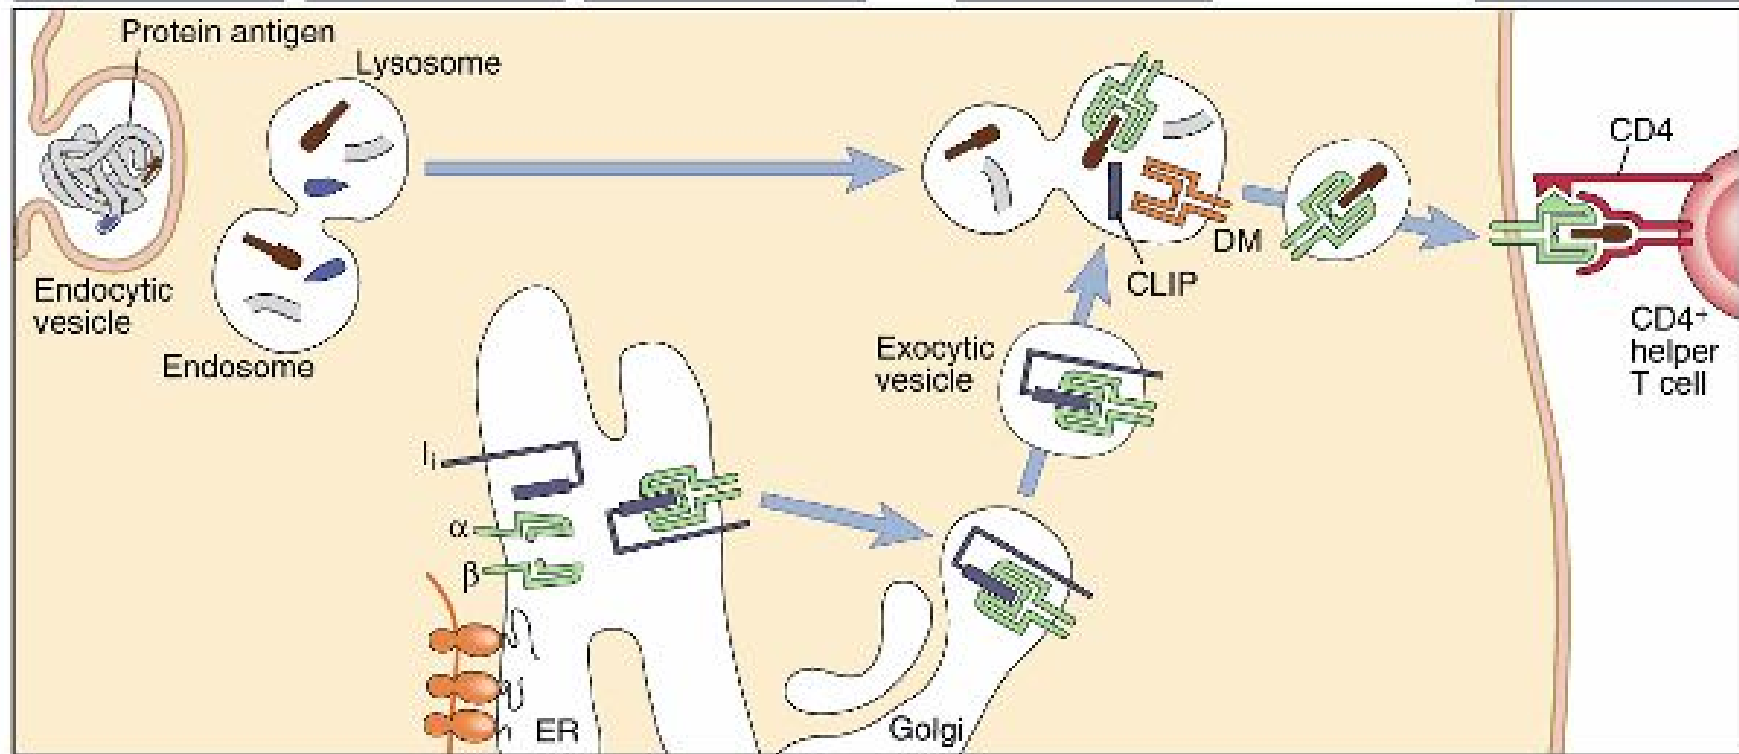 Protein antigen
Lysosome
Endocytic
vesicle
Endosome
CD4
DM
CLIP
CD4+
helper
T cell
Exocytic
vesicle
Ii
α
β
ER
Golgi